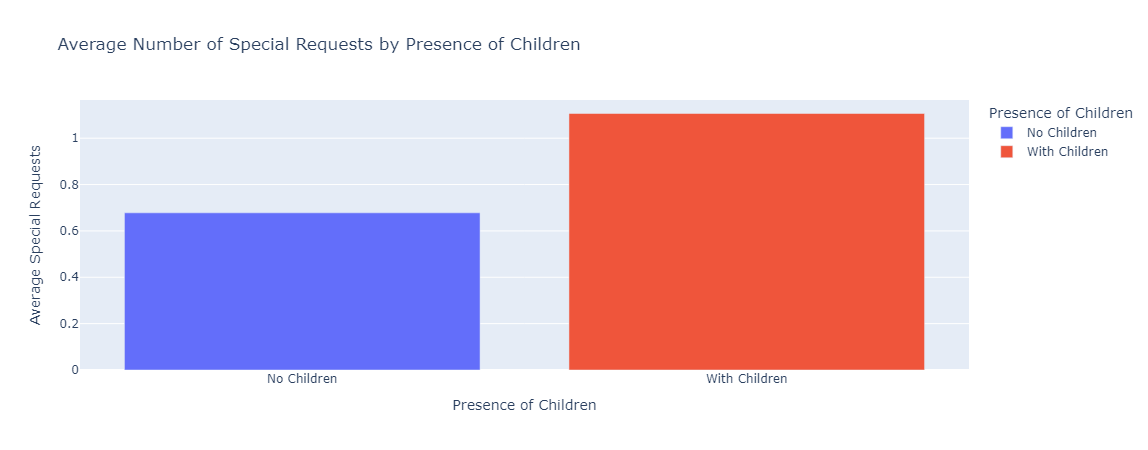 Average Number of Special Requests by Presence of Children
Presence of Children
No Children
With Children
Average Special Requests
1
0.8
0.6
0.4
0.2
0
No Children
With Children
Presence of Children